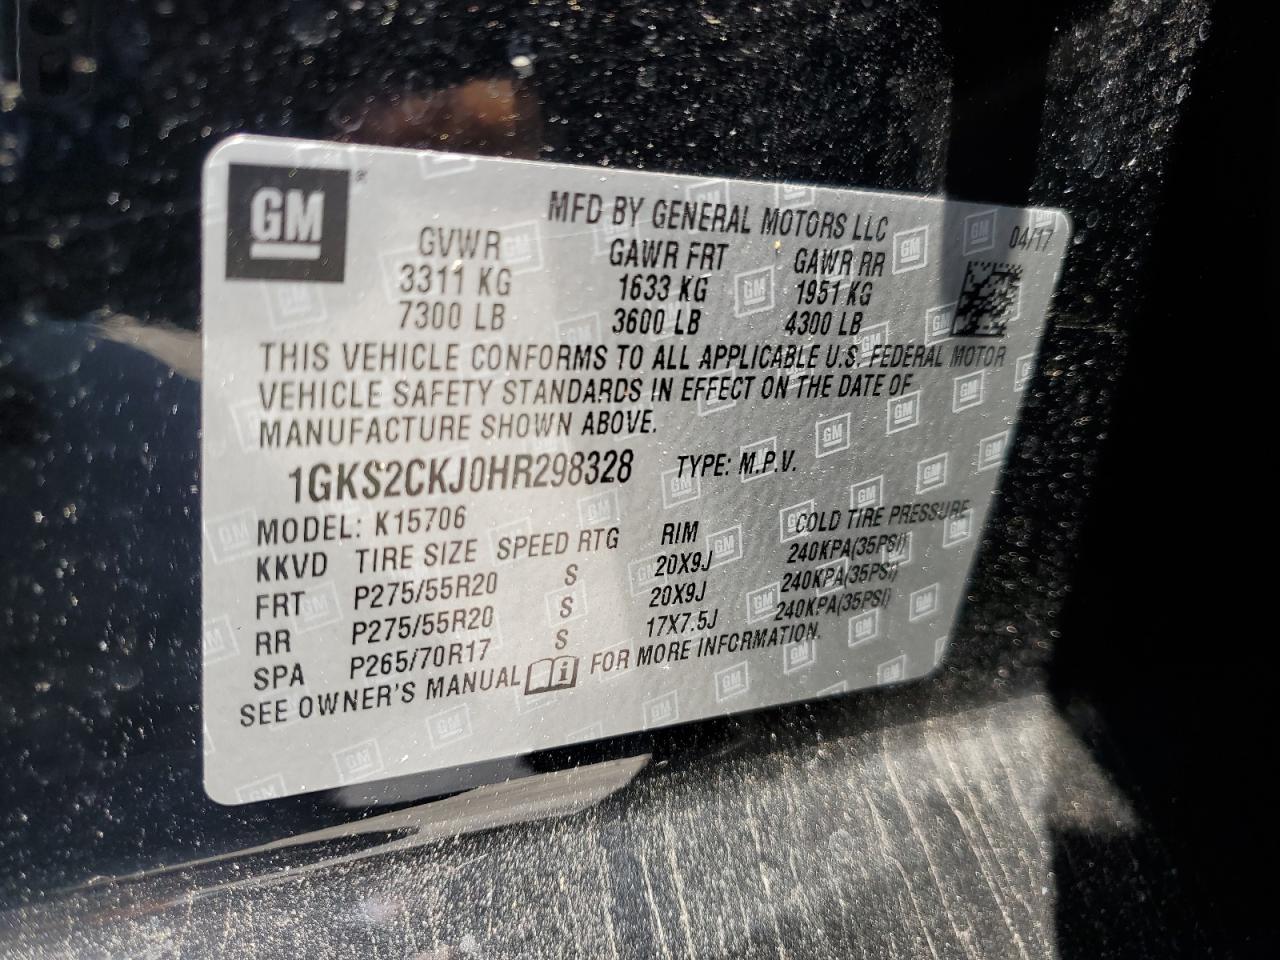 GM
MFD BY GENERAL MOTORS LLC
04/17
GVWR GAWR FRT GAWR RR
3311 KG 1633 KG 1951 KG
7300 LB 3600 LB 4300 LB
THIS VEHICLE CONFORMS TO ALL APPLICABLE U.S. FEDERAL MOTOR
VEHICLE SAFETY STANDARDS IN EFFECT ON THE DATE OF
MANUFACTURE SHOWN ABOVE.
1GKS2CKJ0HR298328 TYPE: M.P.V.
MODEL: K15706
KKVD TIRE SIZE SPEED RTG RIM COLD TIRE PRESSURE
FRT P275/55R20 S 20X9J 240KPA(35PSI)
RR P275/55R20 S 20X9J 240KPA(35PSI)
SPA P265/70R17 S 17X7.5J 240KPA(35PSI)
SEE OWNER'S MANUAL FOR MORE INFORMATION.